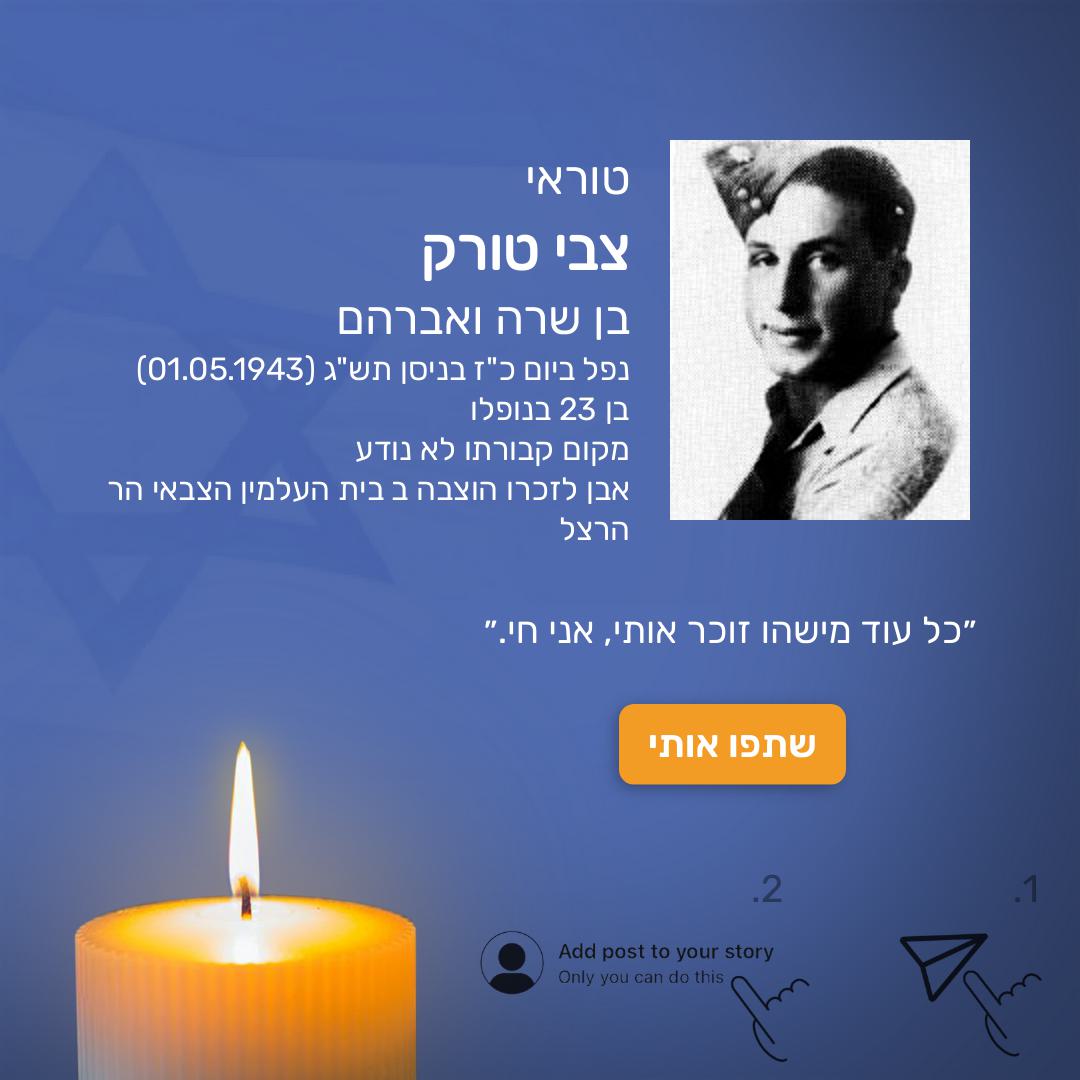 טוראי
צבי טורק
בן שרה ואברהם
נפל ביום כ"ז בניסן תש"ג (01.05.1943)
בן 23 בנופלו
מקום קבורתו לא נודע
אבן לזכרו הוצבה ב בית העלמין הצבאי הר
הרצל
״כל עוד מישהו זוכר אותי, אני חי.״
שתפו אותי
1.
2.
Add post to your story
Only you can do this